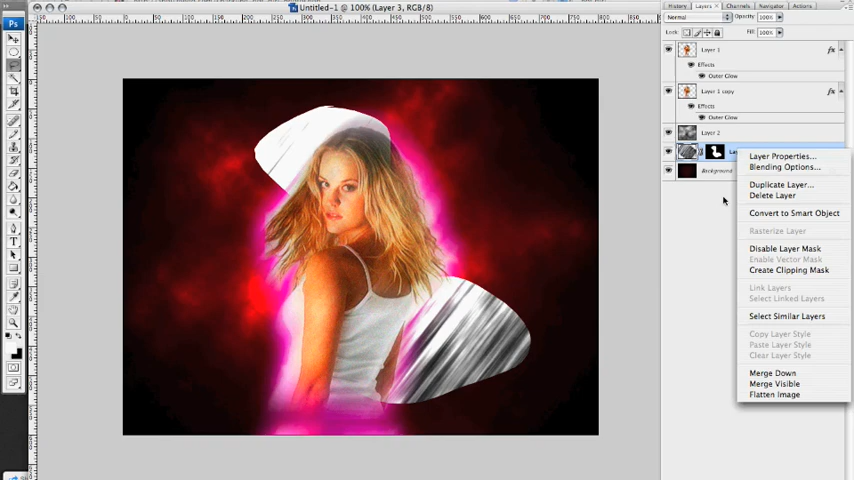 Untitled-1 @ 100% (Layer 3, RGB/8)
History Layers × Channels Navigator Actions
Normal Opacity: 100%
Lock: Fill: 100%
Layer 1 fx
Effects
Outer Glow
Layer 1 copy fx
Effects
Outer Glow
Layer 2
Background
Layer Properties...
Blending Options...
Duplicate Layer...
Delete Layer
Convert to Smart Object
Rasterize Layer
Disable Layer Mask
Enable Vector Mask
Create Clipping Mask
Link Layers
Select Linked Layers
Select Similar Layers
Copy Layer Style
Paste Layer Style
Clear Layer Style
Merge Down
Merge Visible
Flatten Image
Ps
T